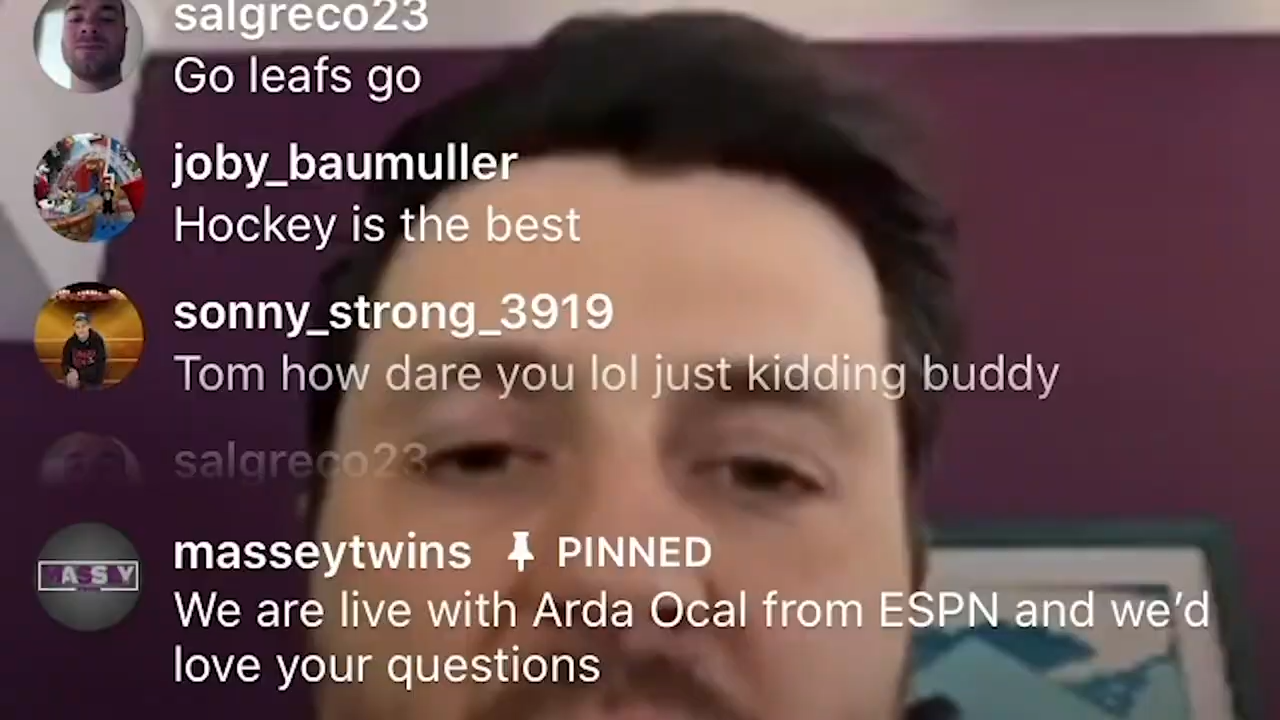 salgreco23
Go leafs go
joby_baumuller
Hockey is the best
sonny_strong_3919
Tom how dare you lol just kidding buddy
salgreco23
masseytwins PINNED
We are live with Arda Ocal from ESPN and we’d
love your questions